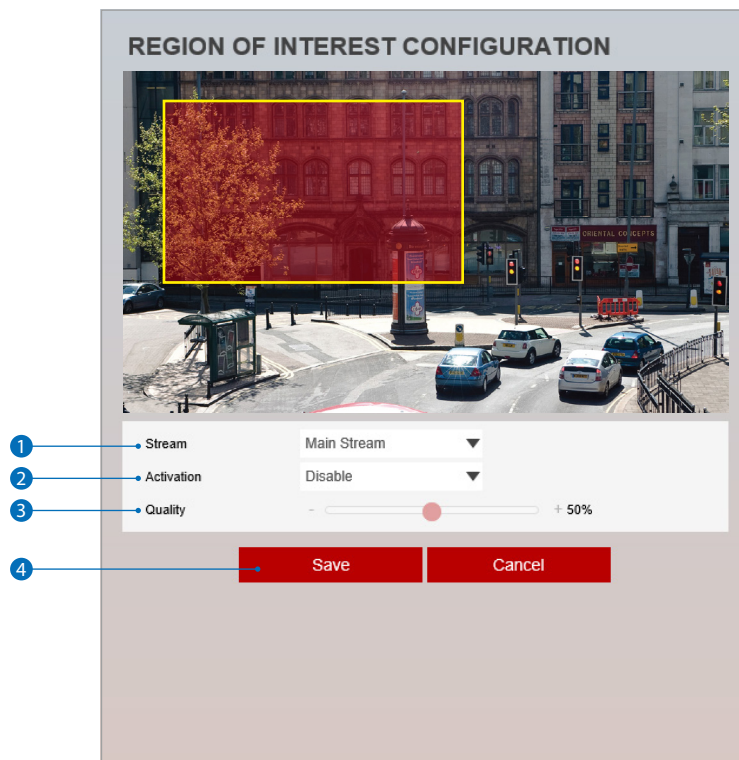 REGION OF INTEREST CONFIGURATION
ORIENTAL CONCEPTS
1 Stream Main Stream
2 Activation Disable
3 Quality - + 50%
4 Save Cancel